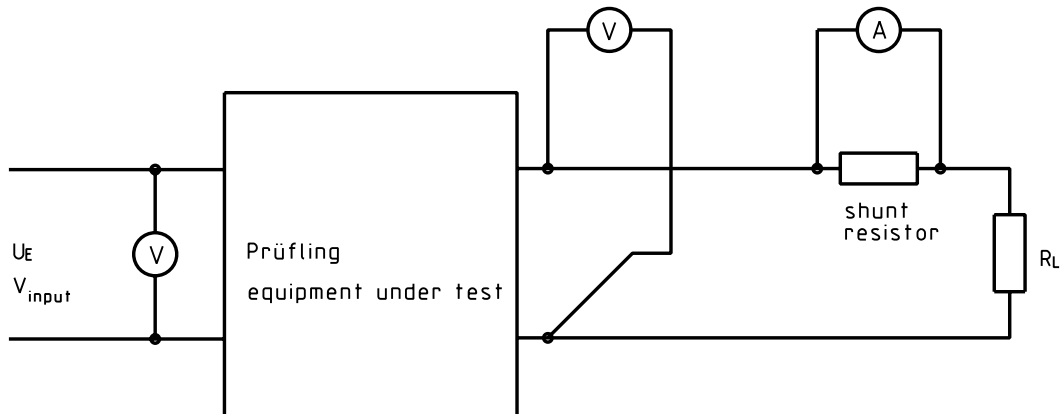 V
A
UE
Vinput
V
Prüfling
equipment under test
shunt
resistor
RL